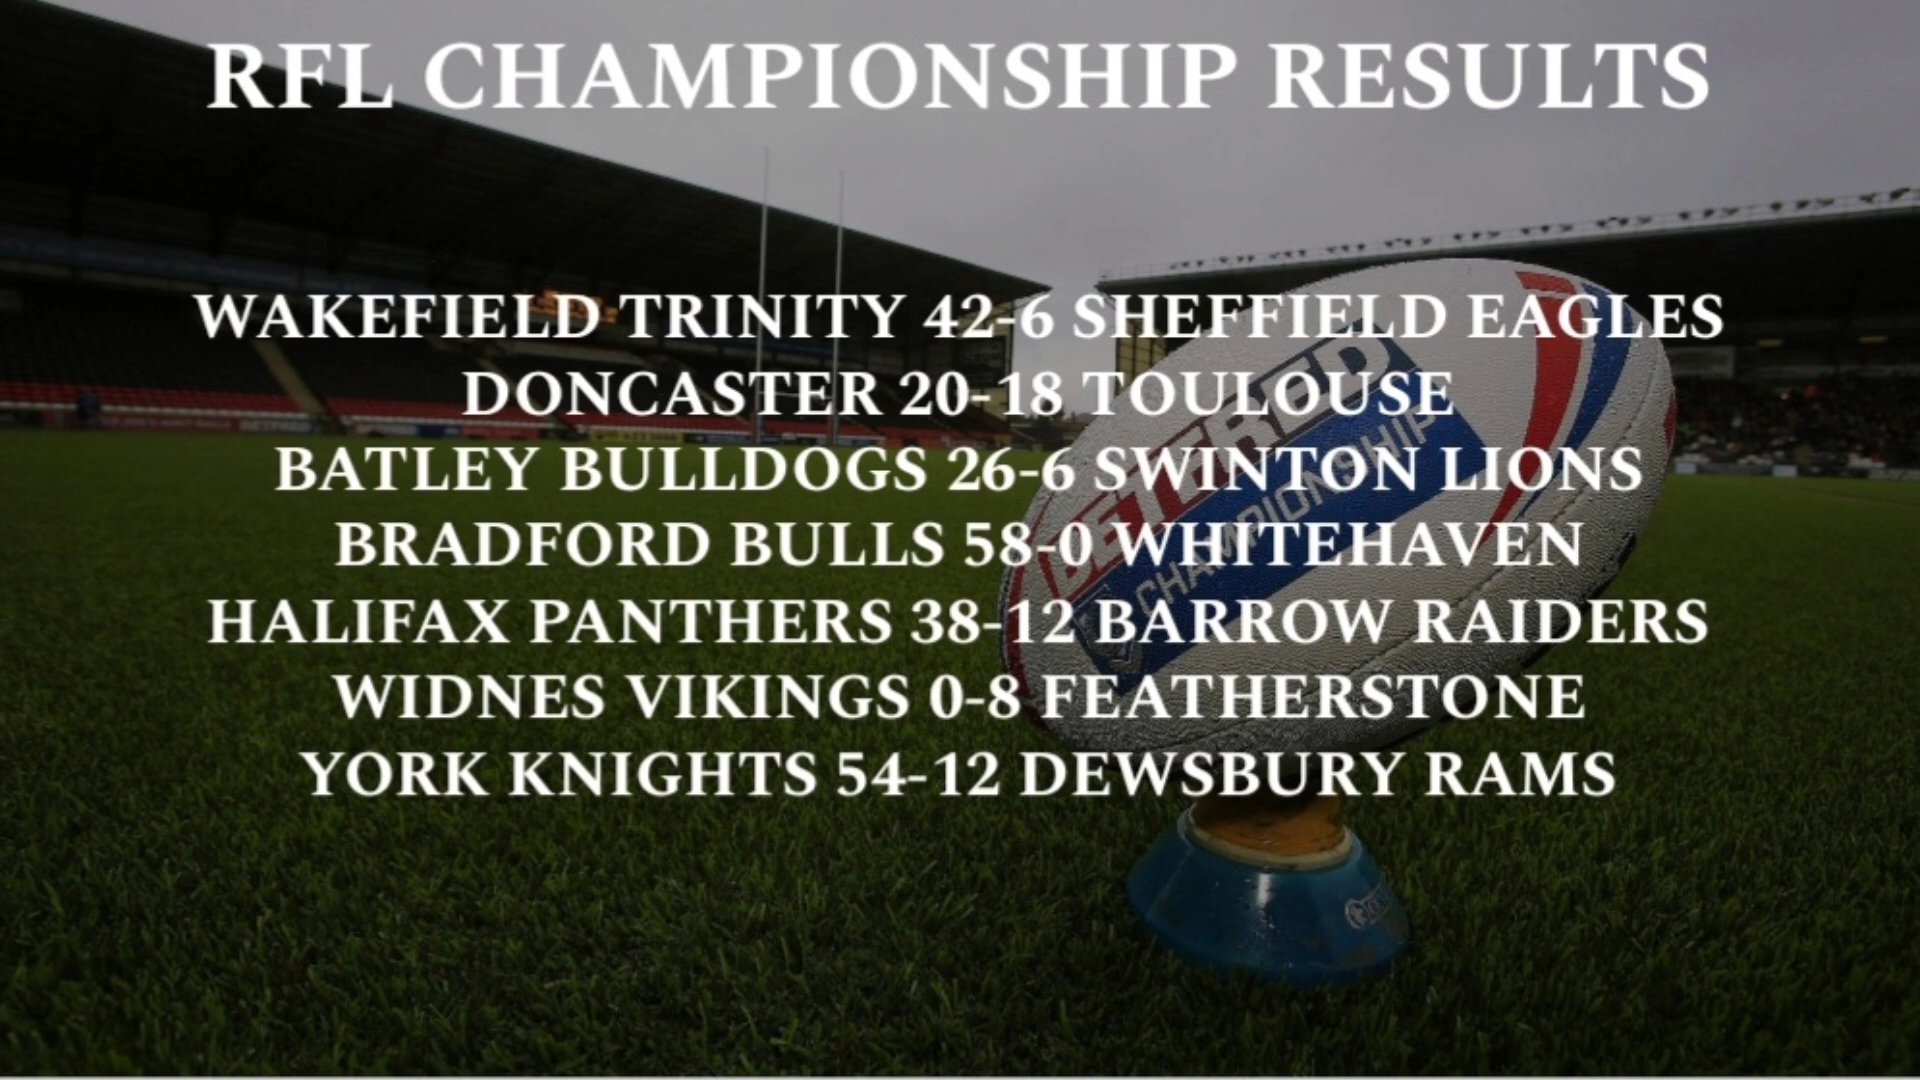 RFL CHAMPIONSHIP RESULTS
WAKEFIELD TRINITY 42-6 SHEFFIELD EAGLES
DONCASTER 20-18 TOULOUSE
BATLEY BULLDOGS 26-6 SWINTON LIONS
BRADFORD BULLS 58-0 WHITEHAVEN
HALIFAX PANTHERS 38-12 BARROW RAIDERS
WIDNES VIKINGS 0-8 FEATHERSTONE
YORK KNIGHTS 54-12 DEWSBURY RAMS
BETFRED
CHAMPIONSHIP